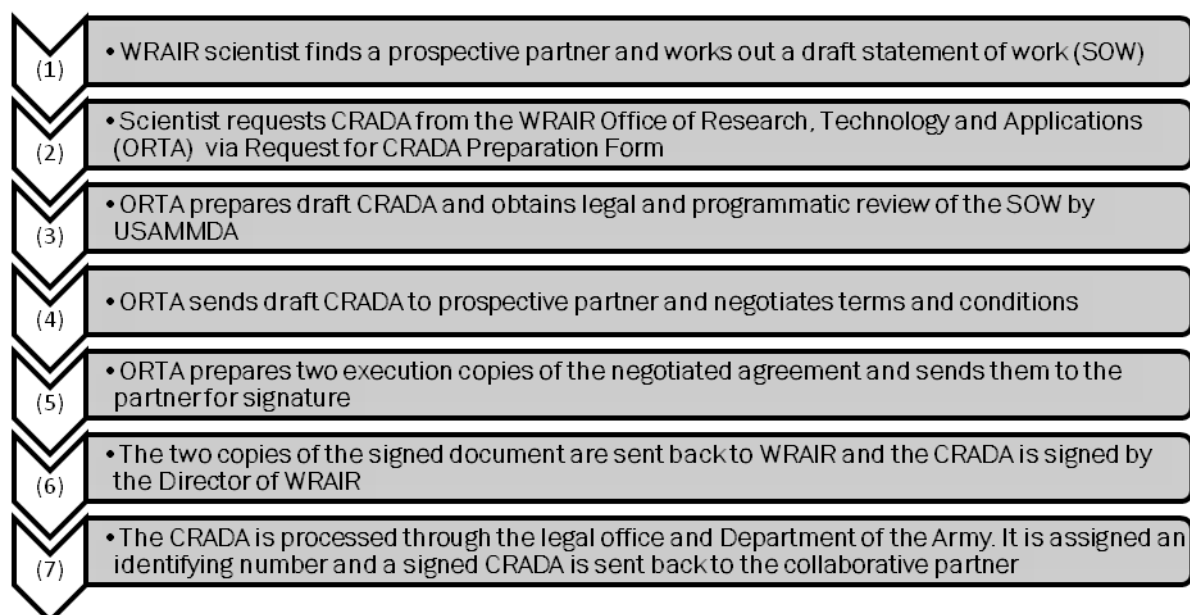 (1)
• WRAIR scientist finds a prospective partner and works out a draft statement of work (SOW)
(2)
• Scientist requests CRADA from the WRAIR Office of Research, Technology and Applications
(ORTA) via Request for CRADA Preparation Form
(3)
• ORTA prepares draft CRADA and obtains legal and programmatic review of the SOW by
USAMMDA
(4)
• ORTA sends draft CRADA to prospective partner and negotiates terms and conditions
(5)
• ORTA prepares two execution copies of the negotiated agreement and sends them to the
partner for signature
(6)
• The two copies of the signed document are sent back to WRAIR and the CRADA is signed by
the Director of WRAIR
(7)
• The CRADA is processed through the legal office and Department of the Army. It is assigned an
identifying number and a signed CRADA is sent back to the collaborative partner